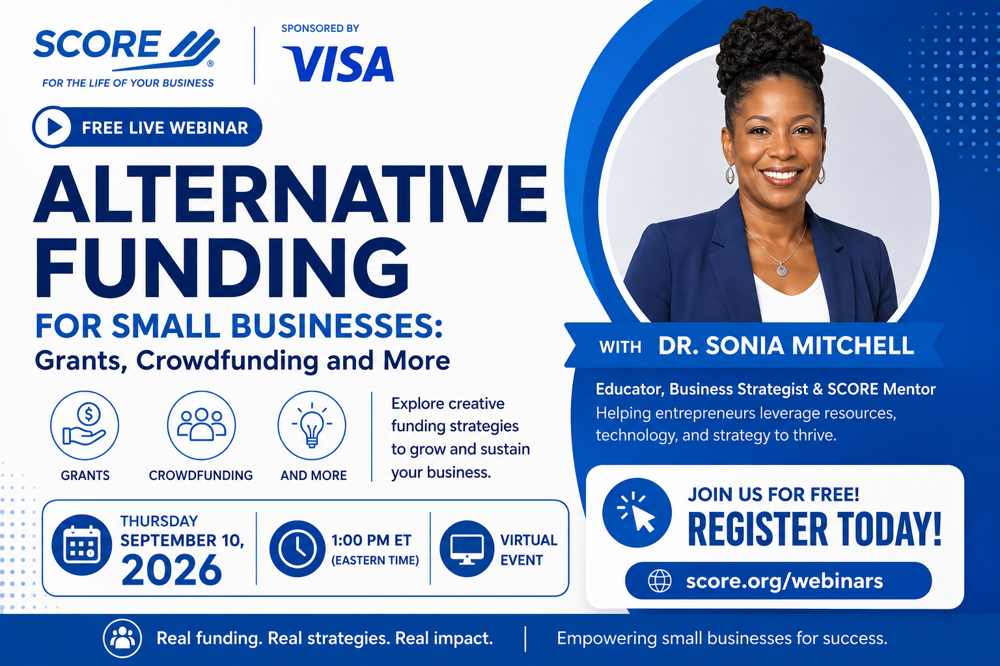 SCORE
®
FOR THE LIFE OF YOUR BUSINESS
SPONSORED BY
VISA
FREE LIVE WEBINAR
ALTERNATIVE
FUNDING
FOR SMALL BUSINESSES:
Grants, Crowdfunding and More
$
GRANTS
CROWDFUNDING
AND MORE
Explore creative
funding strategies
to grow and sustain
your business.
THURSDAY
SEPTEMBER 10,
2026
1:00 PM ET
(EASTERN TIME)
VIRTUAL
EVENT
WITH DR. SONIA MITCHELL
Educator, Business Strategist & SCORE Mentor
Helping entrepreneurs leverage resources,
technology, and strategy to thrive.
JOIN US FOR FREE!
REGISTER TODAY!
score.org/webinars
Real funding. Real strategies. Real impact.
Empowering small businesses for success.